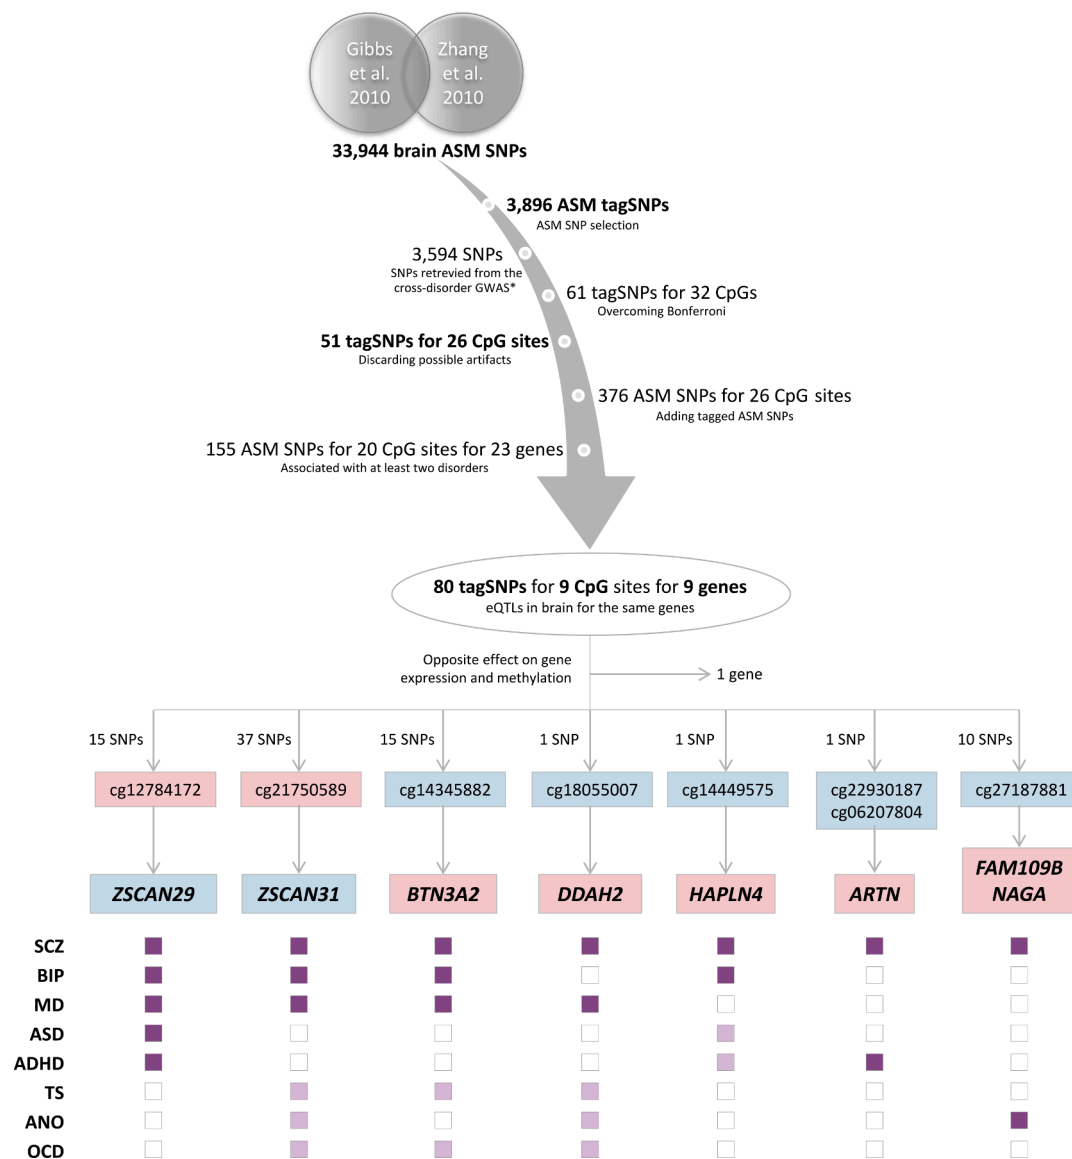 Gibbs
et al.
2010
Zhang
et al.
2010
33,944 brain ASM SNPs
3,896 ASM tagSNPs
ASM SNP selection
3,594 SNPs
SNPs retrevied from the
cross-disorder GWAS*
61 tagSNPs for 32 CpGs
Overcoming Bonferroni
51 tagSNPs for 26 CpG sites
Discarding possible artifacts
376 ASM SNPs for 26 CpG sites
Adding tagged ASM SNPs
155 ASM SNPs for 20 CpG sites for 23 genes
Associated with at least two disorders
80 tagSNPs for 9 CpG sites for 9 genes
eQTLs in brain for the same genes
Opposite effect on gene
expression and methylation
1 gene
15 SNPs
37 SNPs
15 SNPs
1 SNP
1 SNP
1 SNP
10 SNPs
cg12784172
cg21750589
cg14345882
cg18055007
cg14449575
cg22930187
cg06207804
cg27187881
ZSCAN29
ZSCAN31
BTN3A2
DDAH2
HAPLN4
ARTN
FAM109B
NAGA
SCZ
BIP
MD
ASD
ADHD
TS
ANO
OCD